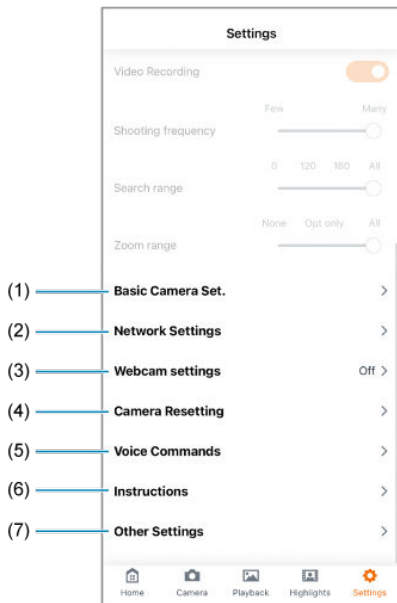 Settings
Video Recording
Few Many
Shooting frequency
0 120 180 All
Search range
None Opt only All
Zoom range
(1) Basic Camera Set.
(2) Network Settings
(3) Webcam settings Off
(4) Camera Resetting
(5) Voice Commands
(6) Instructions
(7) Other Settings
Home Camera Playback Highlights Settings